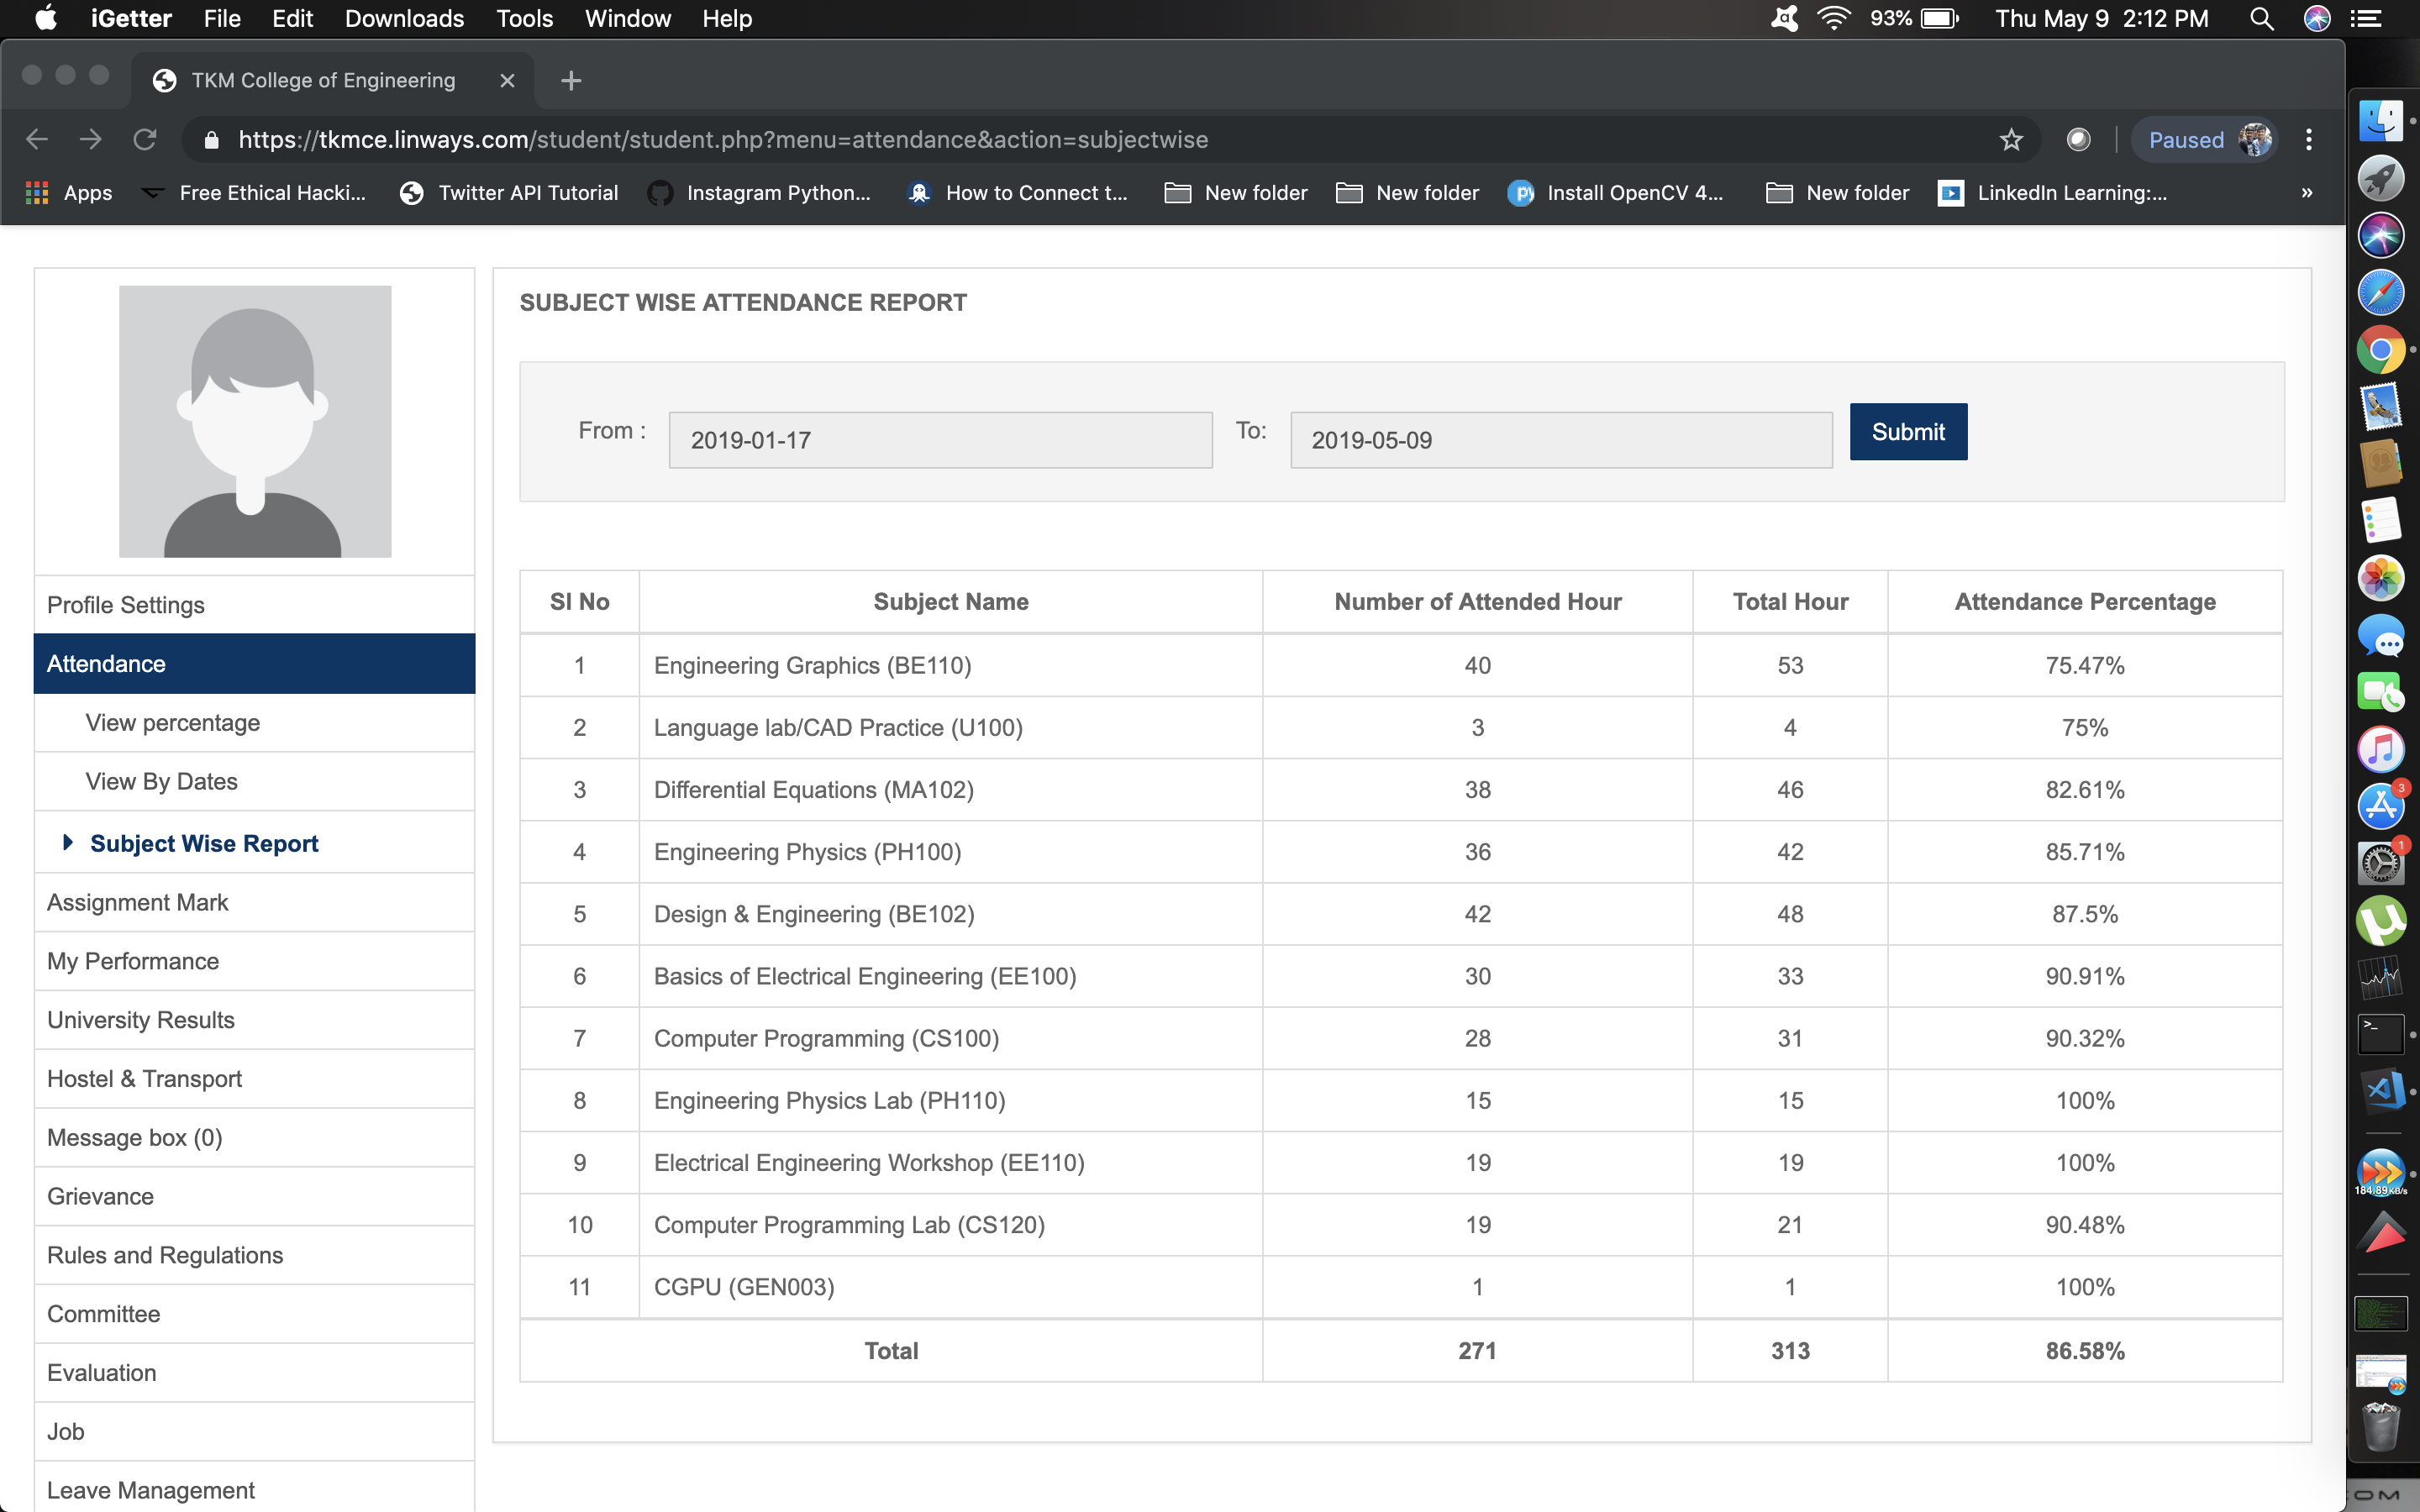 iGetter File Edit Downloads Tools Window Help 93% Thu May 9 2:12 PM
TKM College of Engineering
https://tkmce.linways.com/student/student.php?menu=attendance&action=subjectwise Paused
Apps Free Ethical Hacki... Twitter API Tutorial Instagram Python... How to Connect t... New folder New folder Install OpenCV 4... New folder LinkedIn Learning:... »
Profile Settings
Attendance
View percentage
View By Dates
Subject Wise Report
Assignment Mark
My Performance
University Results
Hostel & Transport
Message box (0)
Grievance
Rules and Regulations
Committee
Evaluation
Job
Leave Management
SUBJECT WISE ATTENDANCE REPORT
From : 2019-01-17 To: 2019-05-09 Submit
Sl No Subject Name Number of Attended Hour Total Hour Attendance Percentage
1 Engineering Graphics (BE110) 40 53 75.47%
2 Language lab/CAD Practice (U100) 3 4 75%
3 Differential Equations (MA102) 38 46 82.61%
4 Engineering Physics (PH100) 36 42 85.71%
5 Design & Engineering (BE102) 42 48 87.5%
6 Basics of Electrical Engineering (EE100) 30 33 90.91%
7 Computer Programming (CS100) 28 31 90.32%
8 Engineering Physics Lab (PH110) 15 15 100%
9 Electrical Engineering Workshop (EE110) 19 19 100%
10 Computer Programming Lab (CS120) 19 21 90.48%
11 CGPU (GEN003) 1 1 100%
Total 271 313 86.58%
3
1
184.89KB/s